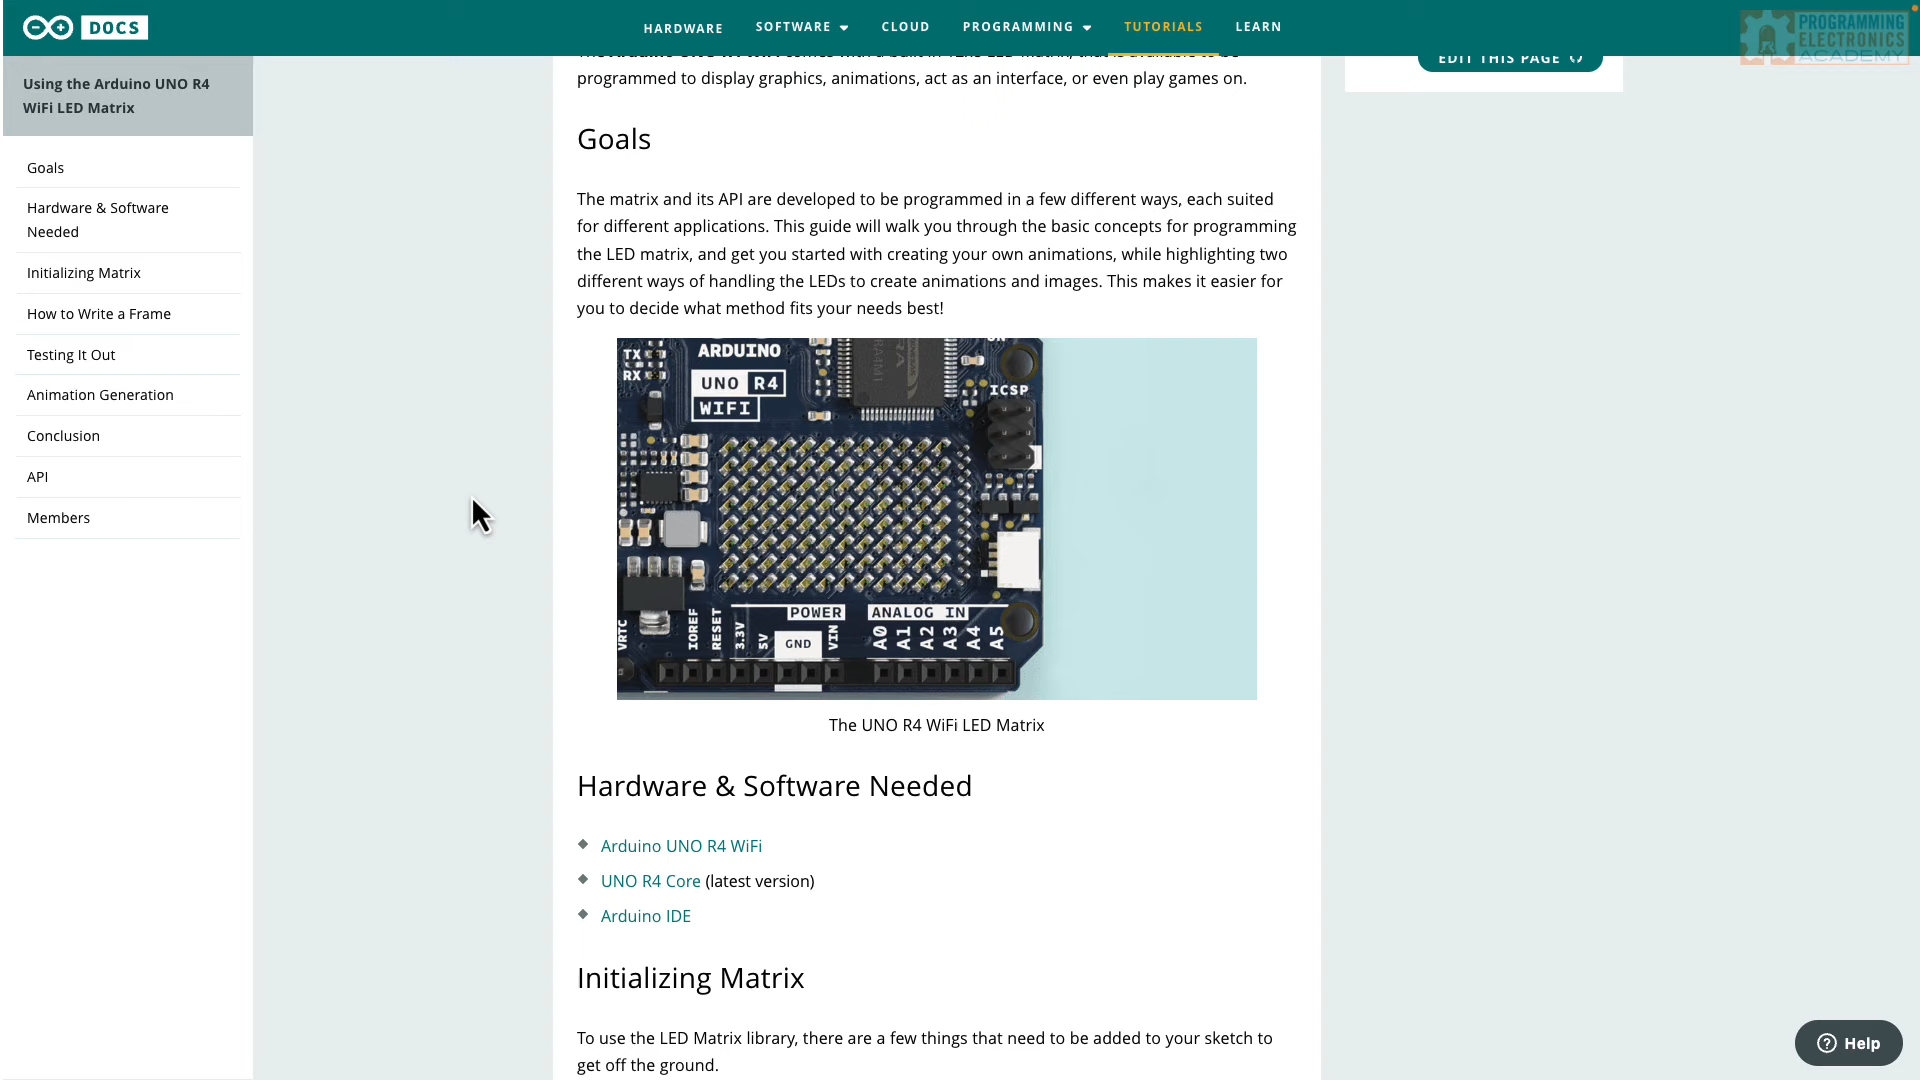 DOCS
HARDWARE
SOFTWARE
CLOUD
PROGRAMMING
TUTORIALS
LEARN
PROGRAMMING
ELECTRONICS
ACADEMY
EDIT THIS PAGE
Using the Arduino UNO R4
WiFi LED Matrix
Goals
Hardware & Software
Needed
Initializing Matrix
How to Write a Frame
Testing It Out
Animation Generation
Conclusion
API
Members
programmed to display graphics, animations, act as an interface, or even play games on.
Goals
The matrix and its API are developed to be programmed in a few different ways, each suited
for different applications. This guide will walk you through the basic concepts for programming
the LED matrix, and get you started with creating your own animations, while highlighting two
different ways of handling the LEDs to create animations and images. This makes it easier for
you to decide what method fits your needs best!
TX
RX
ARDUINO
UNO R4
WIFI
ICSP
POWER
ANALOG IN
VRTC
IOREF
RESET
3.3V
5V
GND
VIN
A0
A1
A2
A3
A4
A5
The UNO R4 WiFi LED Matrix
Hardware & Software Needed
Arduino UNO R4 WiFi
UNO R4 Core (latest version)
Arduino IDE
Initializing Matrix
To use the LED Matrix library, there are a few things that need to be added to your sketch to
get off the ground.
Help